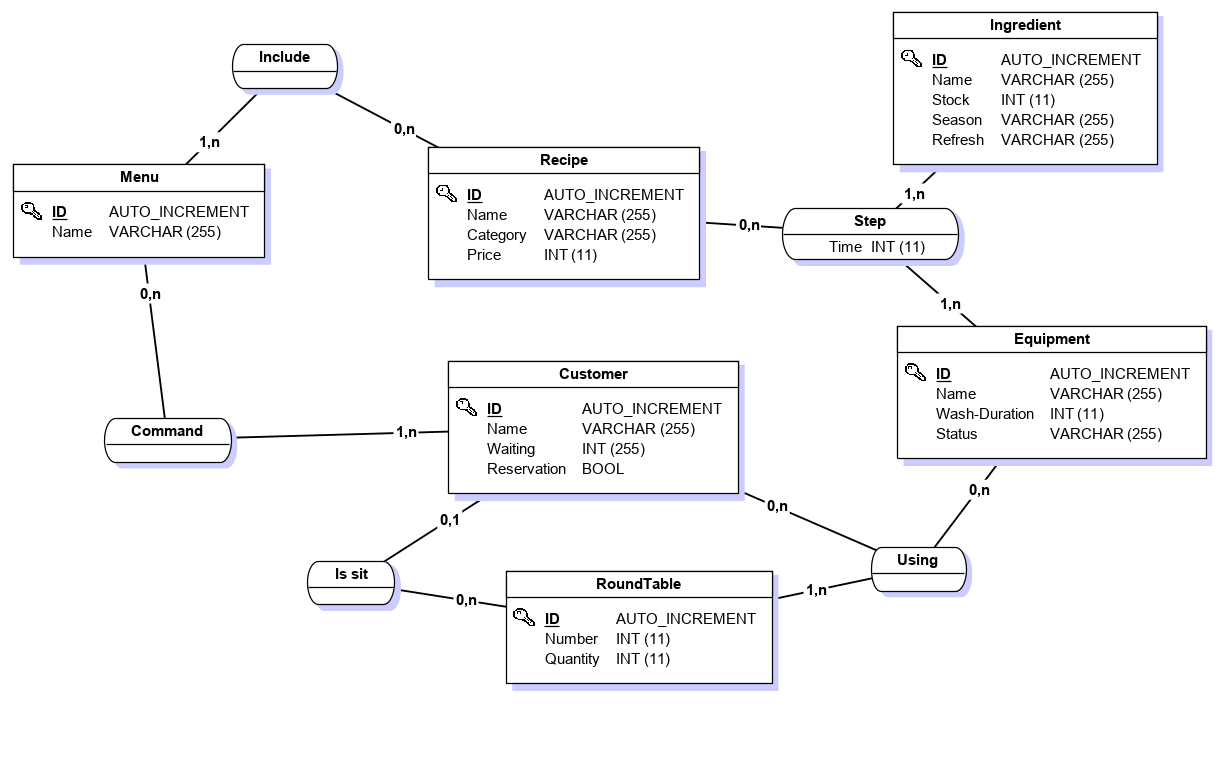 Ingredient
ID AUTO_INCREMENT
Name VARCHAR (255)
Stock INT (11)
Season VARCHAR (255)
Refresh VARCHAR (255)
Include
1,n
0,n
Menu
ID AUTO_INCREMENT
Name VARCHAR (255)
Recipe
ID AUTO_INCREMENT
Name VARCHAR (255)
Category VARCHAR (255)
Price INT (11)
0,n
1,n
Step
Time INT (11)
1,n
0,n
Equipment
ID AUTO_INCREMENT
Name VARCHAR (255)
Wash-Duration INT (11)
Status VARCHAR (255)
Command
1,n
Customer
ID AUTO_INCREMENT
Name VARCHAR (255)
Waiting INT (255)
Reservation BOOL
0,n
0,n
0,1
Using
Is sit
0,n
1,n
RoundTable
ID AUTO_INCREMENT
Number INT (11)
Quantity INT (11)